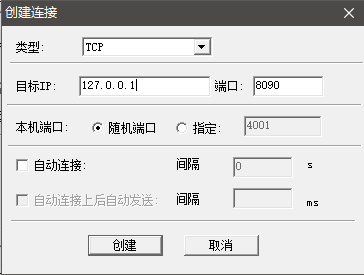 创建连接
类型: TCP
目标IP: 127.0.0.1 端口: 8090
本机端口: 随机端口 指定: 4001
自动连接: 间隔 0 s
自动连接上后自动发送: 间隔 ms
创建 取消